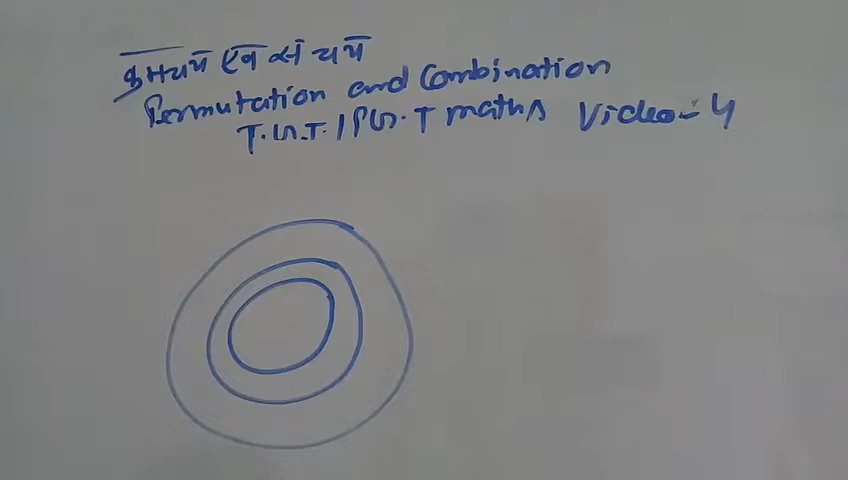 क्रमचय एवं संचय
Permutation and Combination
T.G.T. / P.G.T maths Video-4